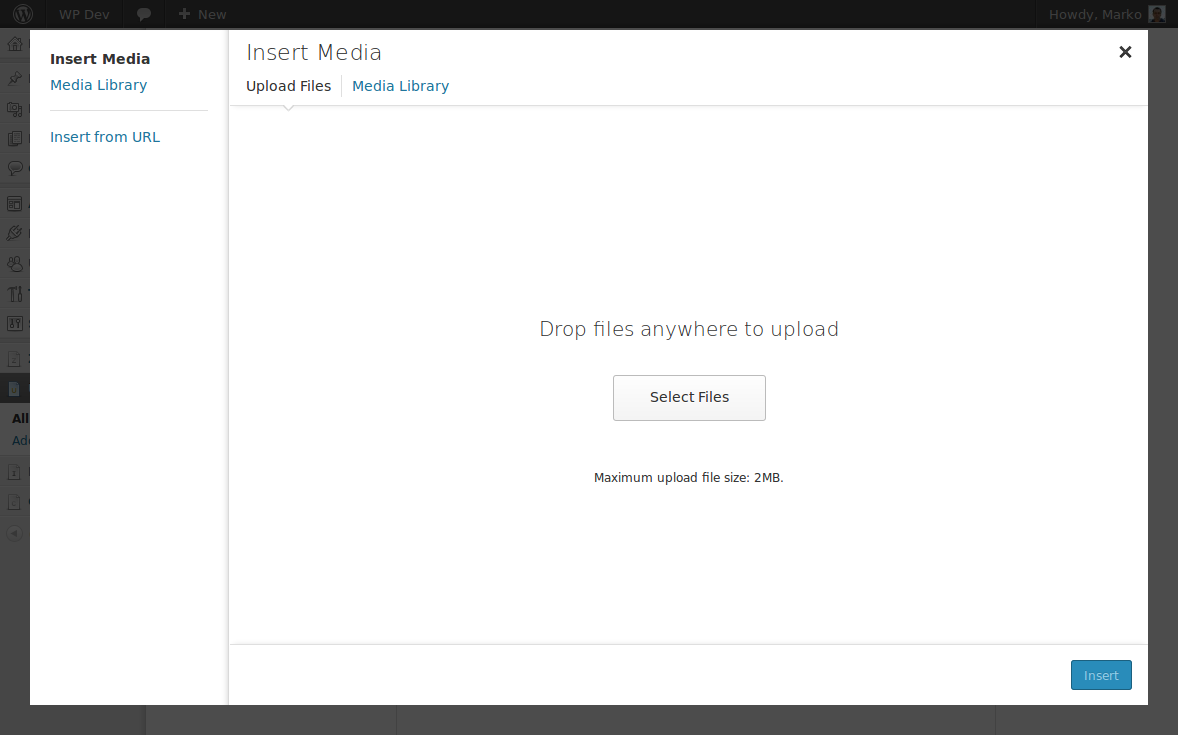 WP Dev
New
Howdy, Marko
Insert Media
Media Library
Insert from URL
Insert Media
Upload Files
Media Library
Drop files anywhere to upload
Select Files
Maximum upload file size: 2MB.
Insert
All